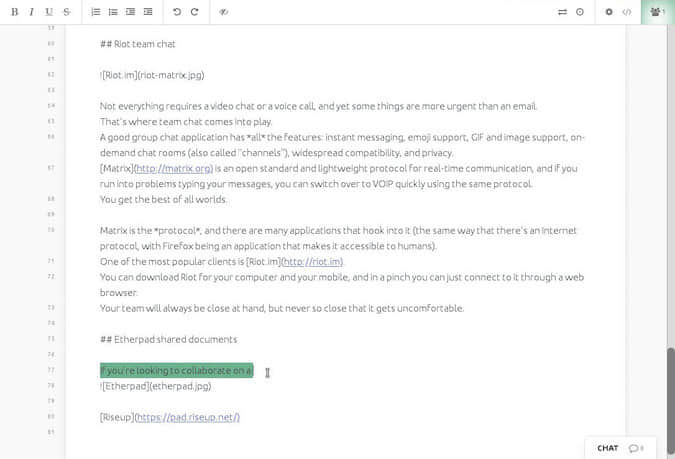 B I U S
1
59
60 ## Riot team chat
61
62 ![Riot.im](riot-matrix.jpg)
63
64 Not everything requires a video chat or a voice call, and yet some things are more urgent than an email.
65 That's where team chat comes into play.
66 A good group chat application has *all* the features: instant messaging, emoji support, GIF and image support, on-
demand chat rooms (also called "channels"), widespread compatibility, and privacy.
67 [Matrix](http://matrix.org) is an open standard and lightweight protocol for real-time communication, and if you
run into problems typing your messages, you can switch over to VOIP quickly using the same protocol.
68 You get the best of all worlds.
69
70 Matrix is the *protocol*, and there are many applications that hook into it (the same way that there's an Internet
protocol, with Firefox being an application that makes it accessible to humans).
71 One of the most popular clients is [Riot.im](http://riot.im).
72 You can download Riot for your computer and your mobile, and in a pinch you can just connect to it through a web
browser.
73 Your team will always be close at hand, but never so close that it gets uncomfortable.
74
75 ## Etherpad shared documents
76
77 If you're looking to collaborate on a
78 ![Etherpad](etherpad.jpg)
79
80 [Riseup](https://pad.riseup.net/)
81
CHAT 0